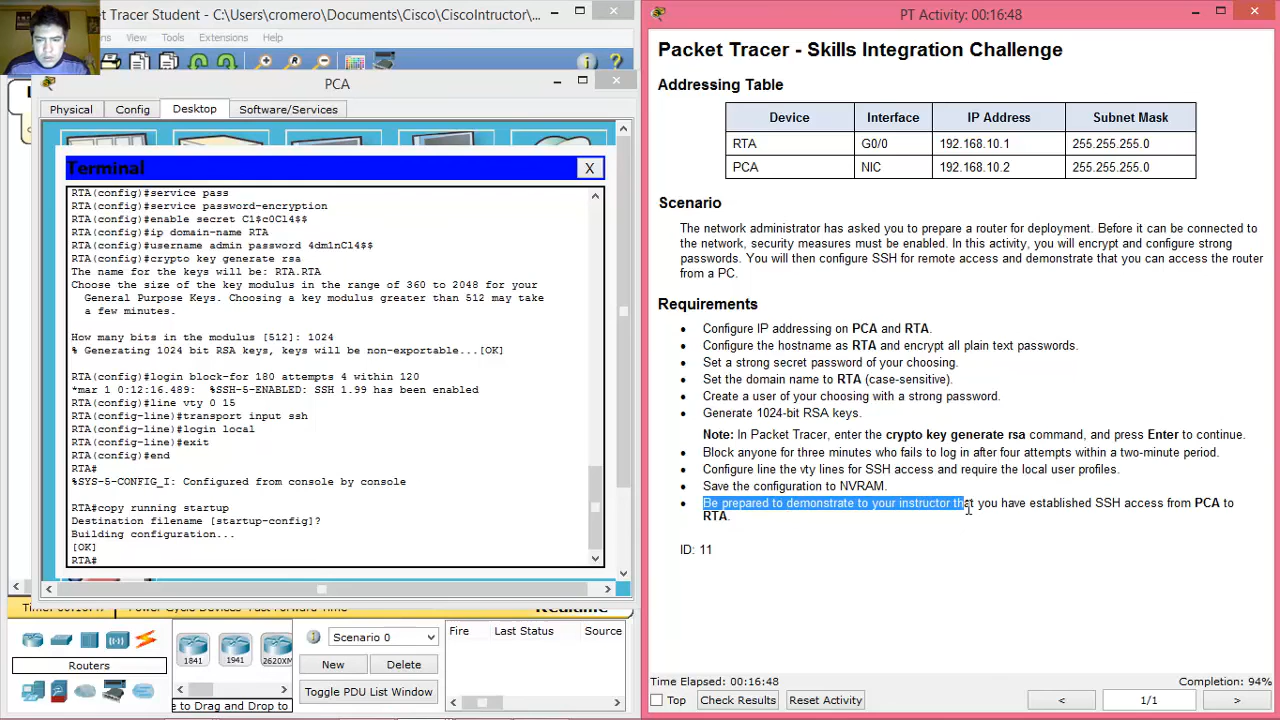 et Tracer Student - C:\Users\cromero\Documents\Cisco\CiscoIntructor\...
View Tools Extensions Help
PCA
Physical Config Desktop Software/Services
Terminal X
RTA(config)#service pass
RTA(config)#service password-encryption
RTA(config)#enable secret C1$c0Cl4$$
RTA(config)#ip domain-name RTA
RTA(config)#username admin password 4dm1nCl4$$
RTA(config)#crypto key generate rsa
The name for the keys will be: RTA.RTA
Choose the size of the key modulus in the range of 360 to 2048 for your
General Purpose Keys. Choosing a key modulus greater than 512 may take
a few minutes.
How many bits in the modulus [512]: 1024
% Generating 1024 bit RSA keys, keys will be non-exportable...[OK]
RTA(config)#login block-for 180 attempts 4 within 120
*mar 1 0:12:16.489: %SSH-5-ENABLED: SSH 1.99 has been enabled
RTA(config)#line vty 0 15
RTA(config-line)#transport input ssh
RTA(config-line)#login local
RTA(config-line)#exit
RTA(config)#end
RTA#
%SYS-5-CONFIG_I: Configured from console by console
RTA#copy running startup
Destination filename [startup-config]?
Building configuration...
[OK]
RTA#
Realtime
Routers
1841 1941 2620XM
e to Drag and Drop to
Scenario 0
New Delete
Toggle PDU List Window
Fire Last Status Source
PT Activity: 00:16:48
Packet Tracer - Skills Integration Challenge
Addressing Table
Device Interface IP Address Subnet Mask
RTA G0/0 192.168.10.1 255.255.255.0
PCA NIC 192.168.10.2 255.255.255.0
Scenario
The network administrator has asked you to prepare a router for deployment. Before it can be connected to
the network, security measures must be enabled. In this activity, you will encrypt and configure strong
passwords. You will then configure SSH for remote access and demonstrate that you can access the router
from a PC.
Requirements
• Configure IP addressing on PCA and RTA.
• Configure the hostname as RTA and encrypt all plain text passwords.
• Set a strong secret password of your choosing.
• Set the domain name to RTA (case-sensitive).
• Create a user of your choosing with a strong password.
• Generate 1024-bit RSA keys.
Note: In Packet Tracer, enter the crypto key generate rsa command, and press Enter to continue.
• Block anyone for three minutes who fails to log in after four attempts within a two-minute period.
• Configure line the vty lines for SSH access and require the local user profiles.
• Save the configuration to NVRAM.
• Be prepared to demonstrate to your instructor that you have established SSH access from PCA to
RTA.
ID: 11
Time Elapsed: 00:16:48 Completion: 94%
Top Check Results Reset Activity < 1/1 >